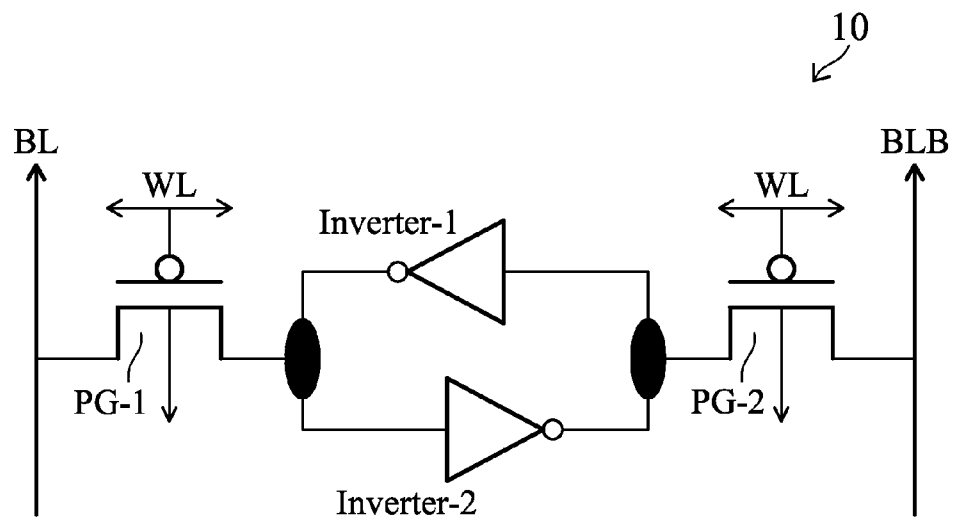 10
BL
BLB
WL
WL
Inverter-1
PG-1
PG-2
Inverter-2